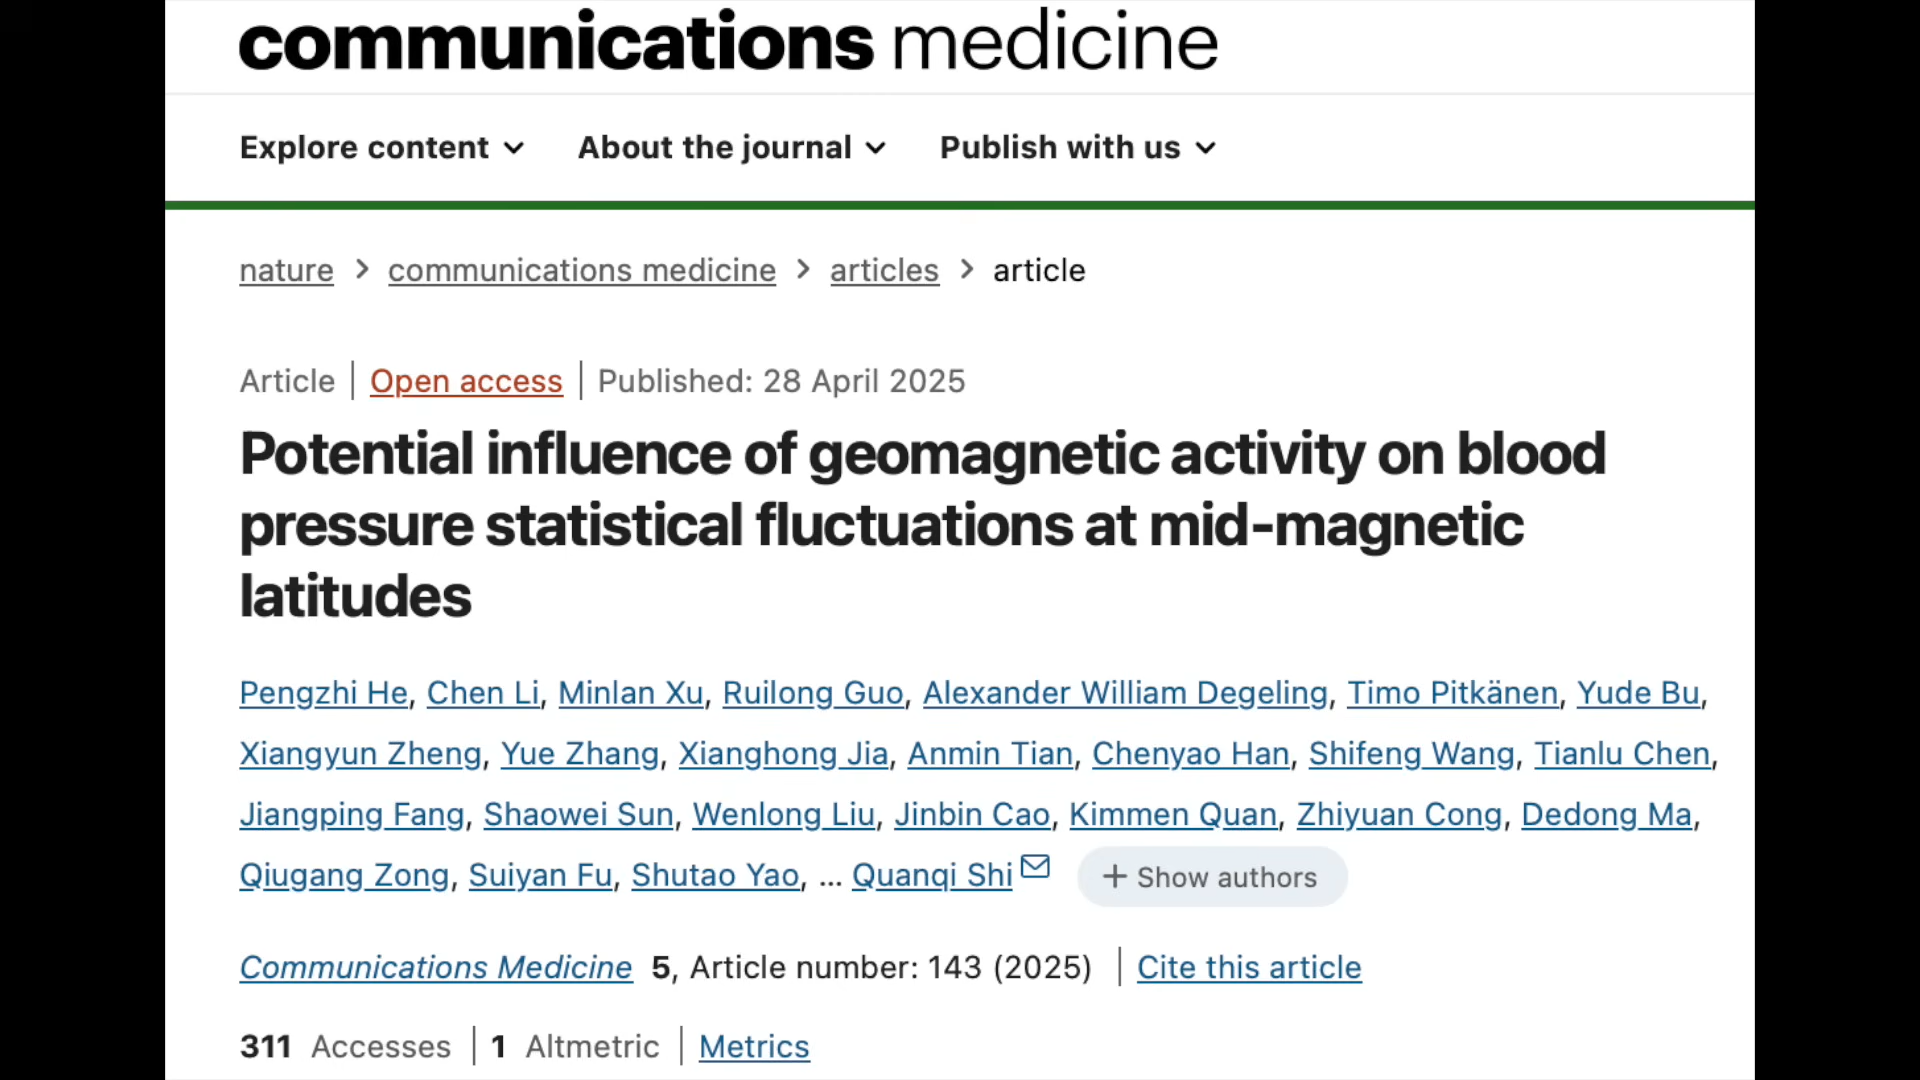 communications medicine
Explore content About the journal Publish with us
nature > communications medicine > articles > article
Article | Open access | Published: 28 April 2025
Potential influence of geomagnetic activity on blood
pressure statistical fluctuations at mid-magnetic
latitudes
Pengzhi He, Chen Li, Minlan Xu, Ruilong Guo, Alexander William Degeling, Timo Pitkänen, Yude Bu,
Xiangyun Zheng, Yue Zhang, Xianghong Jia, Anmin Tian, Chenyao Han, Shifeng Wang, Tianlu Chen,
Jiangping Fang, Shaowei Sun, Wenlong Liu, Jinbin Cao, Kimmen Quan, Zhiyuan Cong, Dedong Ma,
Qiugang Zong, Suiyan Fu, Shutao Yao, ... Quanqi Shi + Show authors
Communications Medicine 5, Article number: 143 (2025) | Cite this article
311 Accesses | 1 Altmetric | Metrics